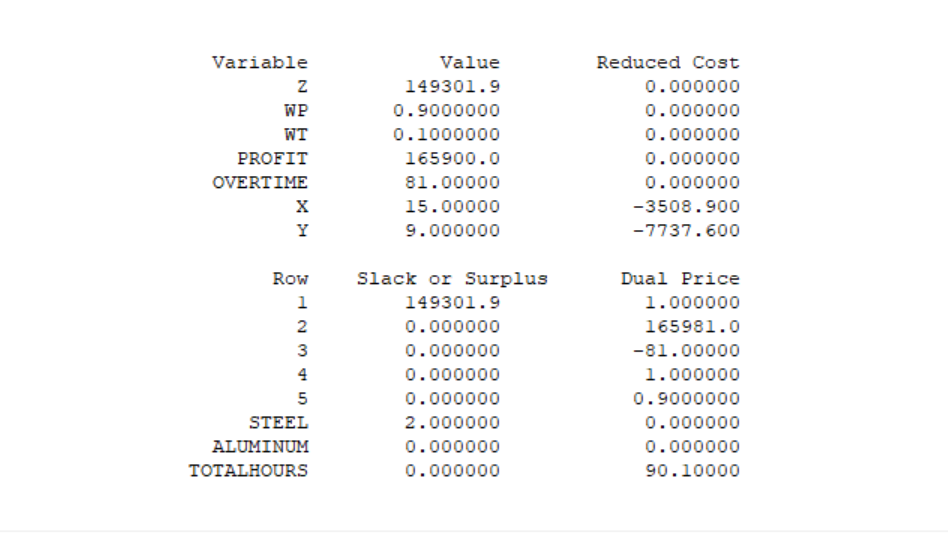 Variable Value Reduced Cost
Z 149301.9 0.000000
WP 0.9000000 0.000000
WT 0.1000000 0.000000
PROFIT 165900.0 0.000000
OVERTIME 81.00000 0.000000
X 15.00000 -3508.900
Y 9.000000 -7737.600
Row Slack or Surplus Dual Price
1 149301.9 1.000000
2 0.000000 165981.0
3 0.000000 -81.00000
4 0.000000 1.000000
5 0.000000 0.9000000
STEEL 2.000000 0.000000
ALUMINUM 0.000000 0.000000
TOTALHOURS 0.000000 90.10000